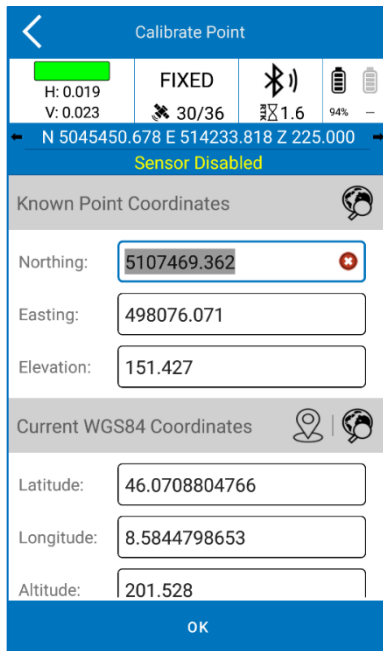 Calibrate Point
H: 0.019
V: 0.023
FIXED
30/36
1.6
94%
–
N 5045450.678 E 514233.818 Z 225.000
Sensor Disabled
Known Point Coordinates
Northing: 5107469.362
Easting: 498076.071
Elevation: 151.427
Current WGS84 Coordinates
Latitude: 46.0708804766
Longitude: 8.5844798653
Altitude: 201.528
OK